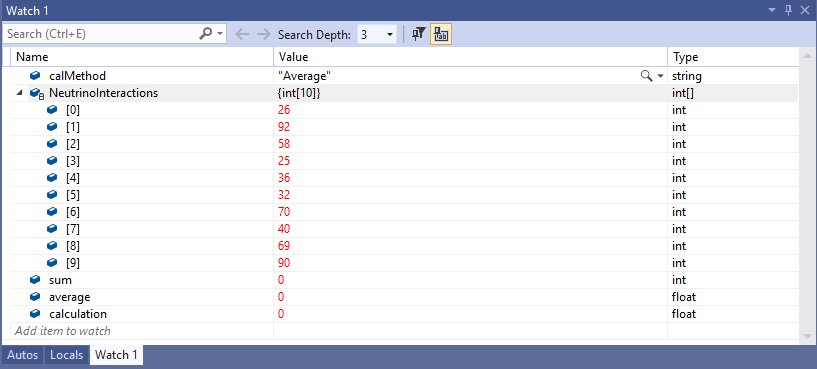 Watch 1
Search (Ctrl+E) Search Depth: 3
Name Value Type
calMethod "Average" string
NeutrinoInteractions {int[10]} int[]
[0] 26 int
[1] 92 int
[2] 58 int
[3] 25 int
[4] 36 int
[5] 32 int
[6] 70 int
[7] 40 int
[8] 69 int
[9] 90 int
sum 0 int
average 0 float
calculation 0 float
Add item to watch
Autos Locals Watch 1